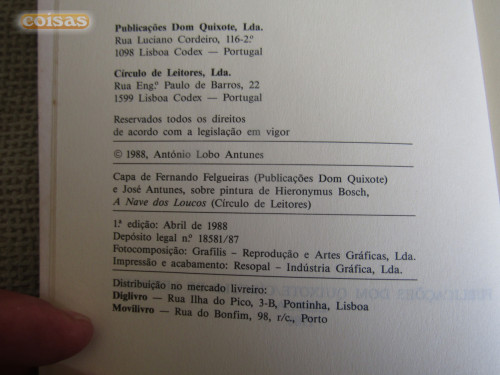 coisas
Publicações Dom Quixote, Lda.
Rua Luciano Cordeiro, 116-2.º
1098 Lisboa Codex — Portugal
Círculo de Leitores, Lda.
Rua Eng.º Paulo de Barros, 22
1599 Lisboa Codex — Portugal
Reservados todos os direitos
de acordo com a legislação em vigor
© 1988, António Lobo Antunes
Capa de Fernando Felgueiras (Publicações Dom Quixote)
e José Antunes, sobre pintura de Hieronymus Bosch,
A Nave dos Loucos (Círculo de Leitores)
1.ª edição: Abril de 1988
Depósito legal n.º 18581/87
Fotocomposição: Grafilis — Reprodução e Artes Gráficas, Lda.
Impressão e acabamento: Resopal — Indústria Gráfica, Lda.
Distribuição no mercado livreiro:
Diglivro — Rua Ilha do Pico, 3-B, Pontinha, Lisboa
Movilivro — Rua do Bonfim, 98, r/c., Porto